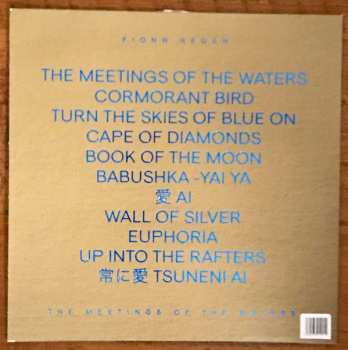 FIONN REGAN
THE MEETINGS OF THE WATERS
CORMORANT BIRD
TURN THE SKIES OF BLUE ON
CAPE OF DIAMONDS
BOOK OF THE MOON
BABUSHKA-YAI YA
愛 AI
WALL OF SILVER
EUPHORIA
UP INTO THE RAFTERS
常に愛 TSUNENI AI
THE MEETINGS OF THE WATERS